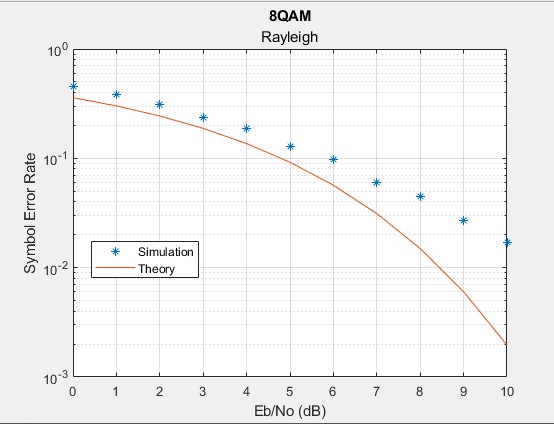 8QAM
Rayleigh
10^0
10^-1
10^-2
10^-3
Symbol Error Rate
Simulation
Theory
0 1 2 3 4 5 6 7 8 9 10
Eb/No (dB)